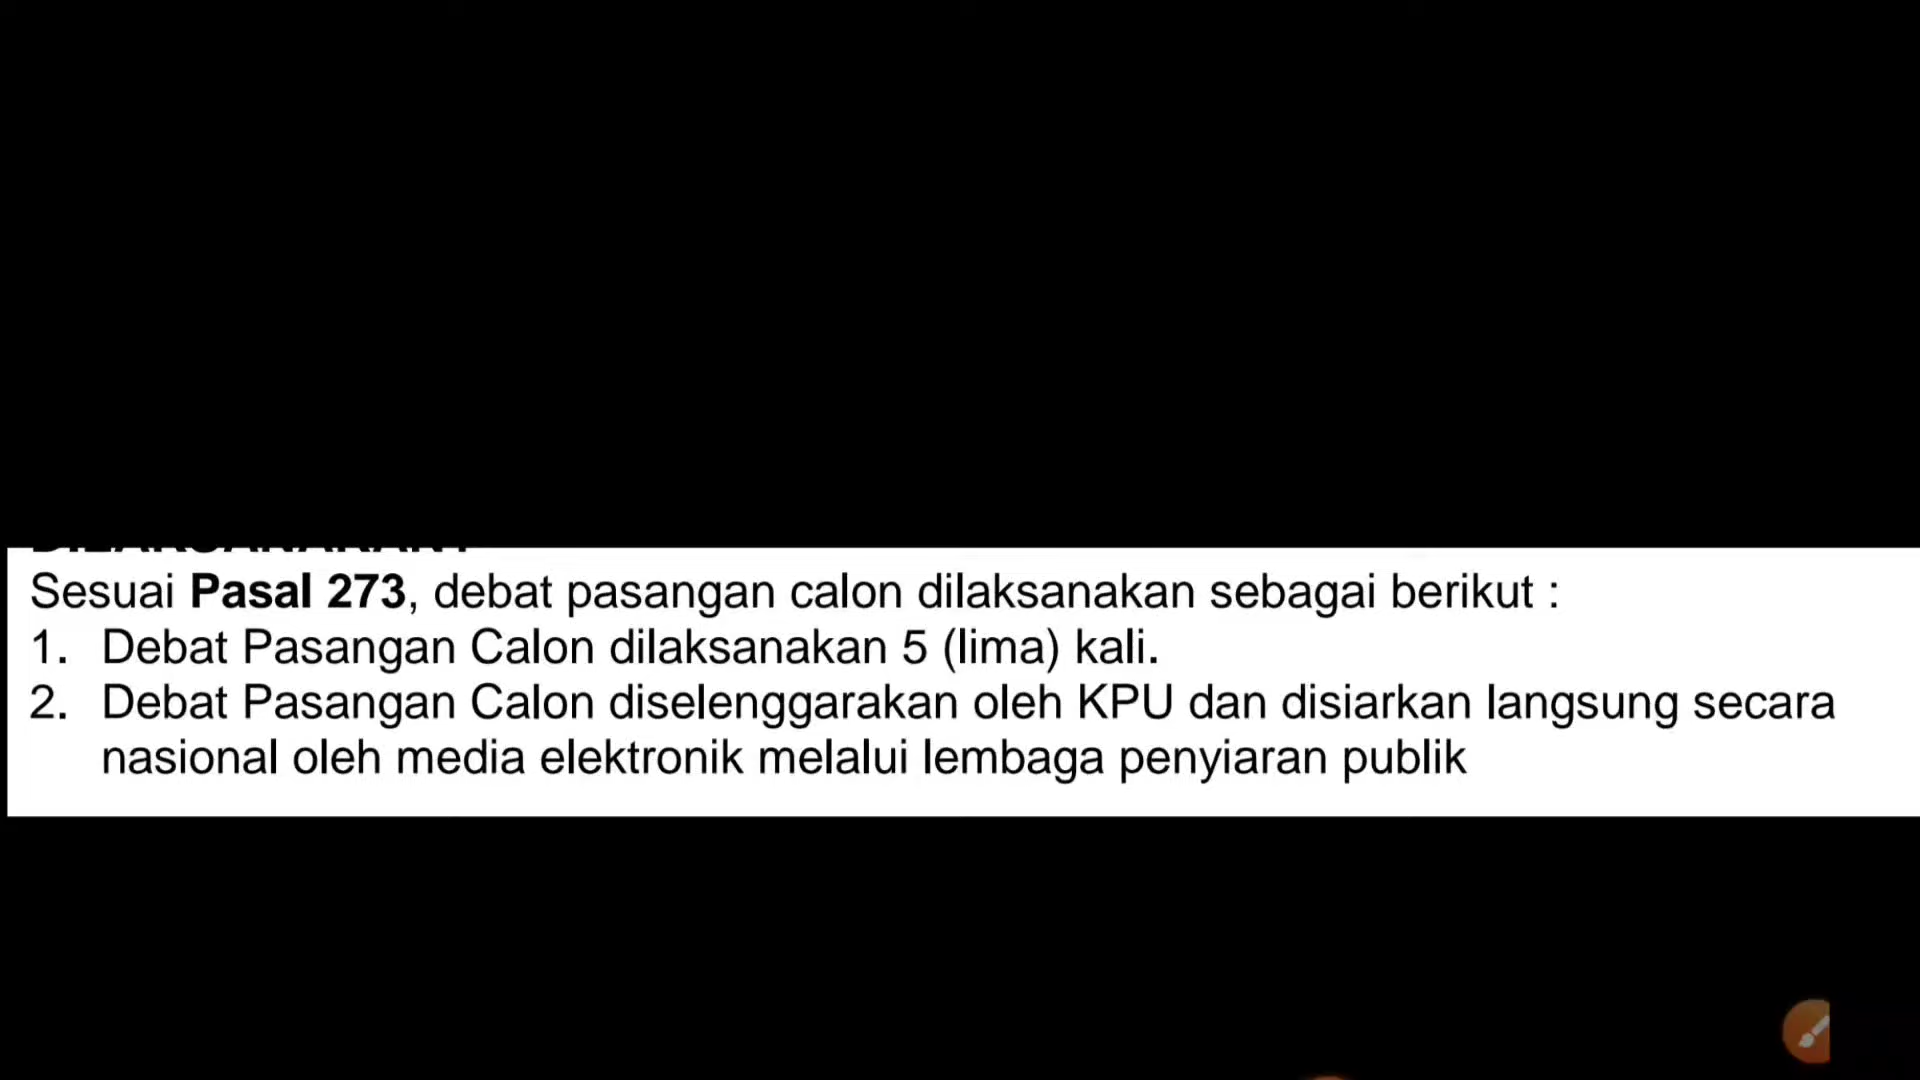 Sesuai Pasal 273, debat pasangan calon dilaksanakan sebagai berikut :
1. Debat Pasangan Calon dilaksanakan 5 (lima) kali.
2. Debat Pasangan Calon diselenggarakan oleh KPU dan disiarkan langsung secara
nasional oleh media elektronik melalui lembaga penyiaran publik